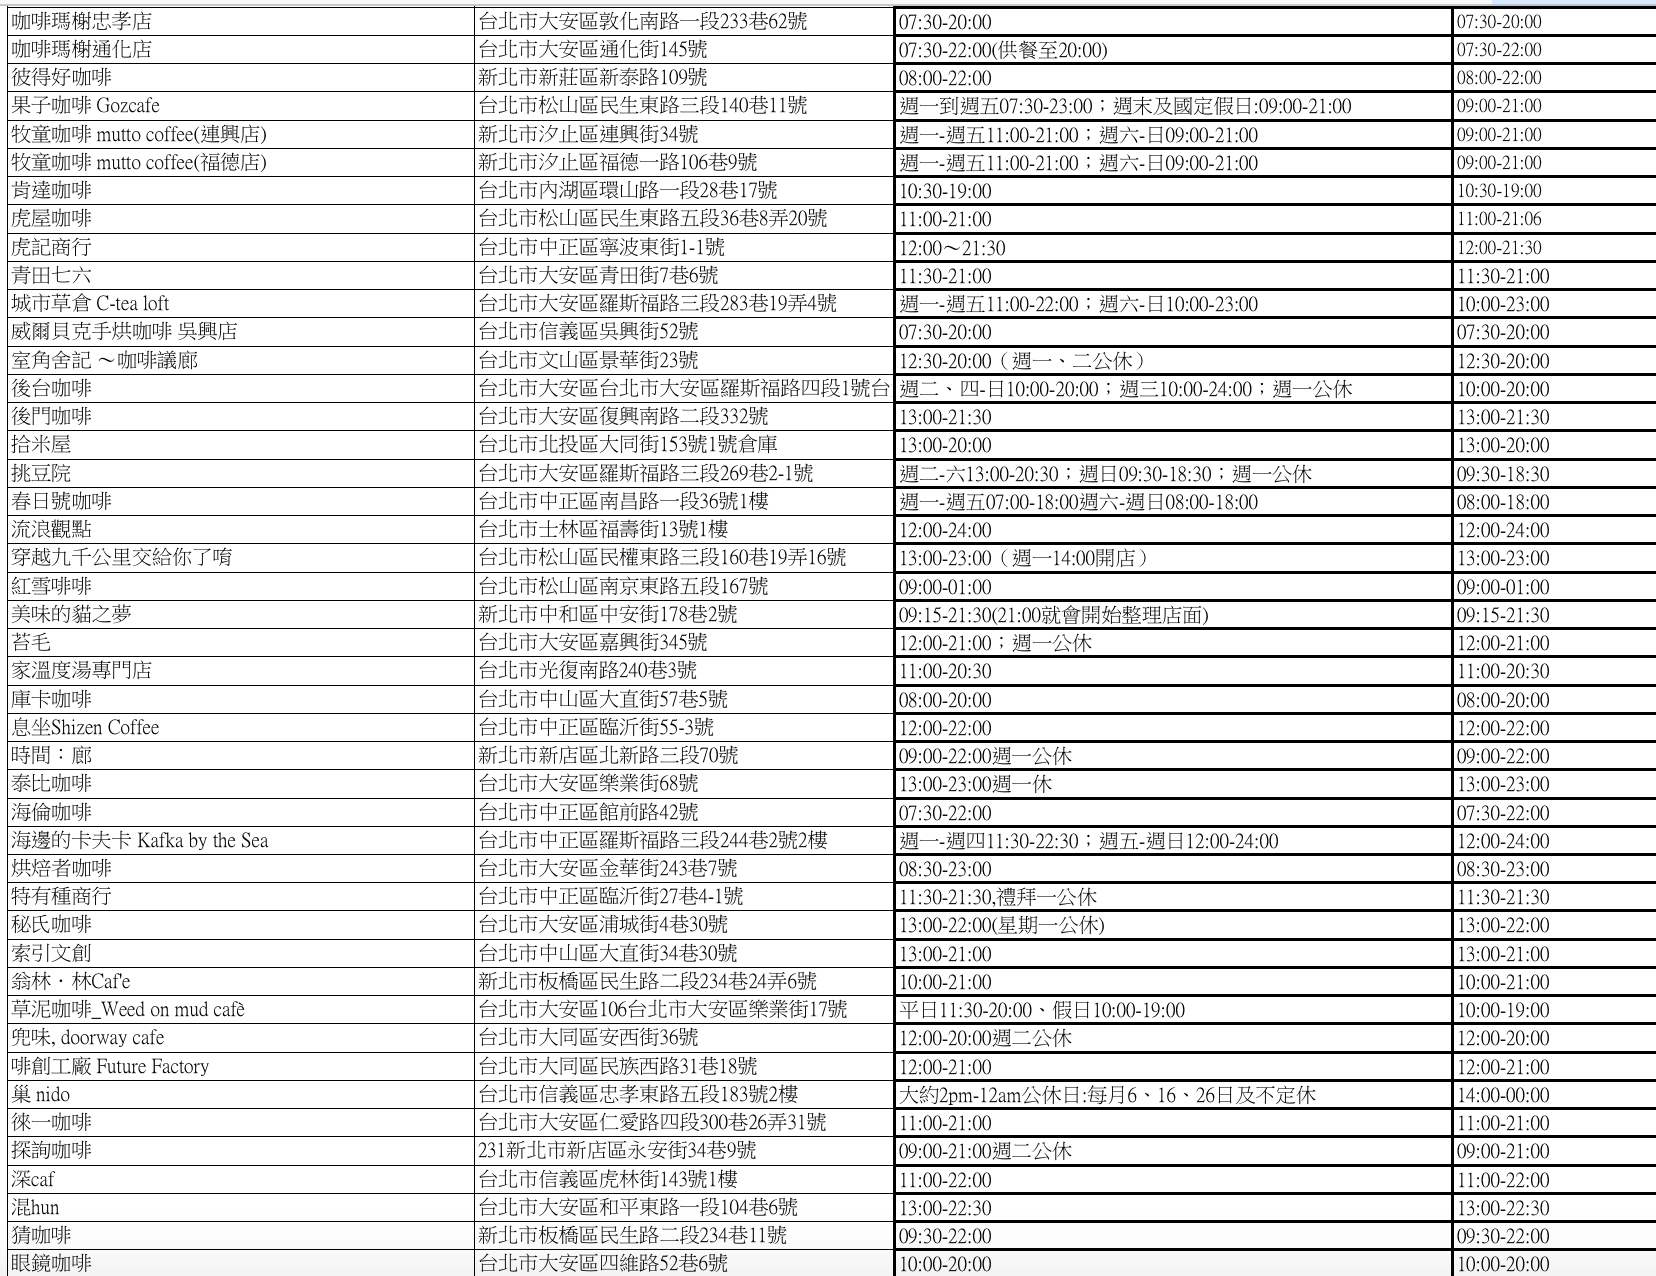 咖啡瑪榭忠孝店 台北市大安區敦化南路一段233巷62號 07:30-20:00 07:30-20:00
咖啡瑪榭通化店 台北市大安區通化街145號 07:30-22:00(供餐至20:00) 07:30-22:00
彼得好咖啡 新北市新莊區新泰路109號 08:00-22:00 08:00-22:00
果子咖啡 Gozcafe 台北市松山區民生東路三段140巷11號 週一到週五07:30-23:00；週末及國定假日:09:00-21:00 09:00-21:00
牧童咖啡 mutto coffee(連興店) 新北市汐止區連興街34號 週一-週五11:00-21:00；週六-日09:00-21:00 09:00-21:00
牧童咖啡 mutto coffee(福德店) 新北市汐止區福德一路106巷9號 週一-週五11:00-21:00；週六-日09:00-21:00 09:00-21:00
肯達咖啡 台北市內湖區環山路一段28巷17號 10:30-19:00 10:30-19:00
虎屋咖啡 台北市松山區民生東路五段36巷8弄20號 11:00-21:00 11:00-21:06
虎記商行 台北市中正區寧波東街1-1號 12:00～21:30 12:00-21:30
青田七六 台北市大安區青田街7巷6號 11:30-21:00 11:30-21:00
城市草倉 C-tea loft 台北市大安區羅斯福路三段283巷19弄4號 週一-週五11:00-22:00；週六-日10:00-23:00 10:00-23:00
威爾貝克手烘咖啡 吳興店 台北市信義區吳興街52號 07:30-20:00 07:30-20:00
室角舍記 ～咖啡議廊 台北市文山區景華街23號 12:30-20:00（週一、二公休） 12:30-20:00
後台咖啡 台北市大安區台北市大安區羅斯福路四段1號台 週二、四-日10:00-20:00；週三10:00-24:00；週一公休 10:00-20:00
後門咖啡 台北市大安區復興南路二段332號 13:00-21:30 13:00-21:30
拾米屋 台北市北投區大同街153號1號倉庫 13:00-20:00 13:00-20:00
挑豆院 台北市大安區羅斯福路三段269巷2-1號 週二-六13:00-20:30；週日09:30-18:30；週一公休 09:30-18:30
春日號咖啡 台北市中正區南昌路一段36號1樓 週一-週五07:00-18:00週六-週日08:00-18:00 08:00-18:00
流浪觀點 台北市士林區福壽街13號1樓 12:00-24:00 12:00-24:00
穿越九千公里交給你了唷 台北市松山區民權東路三段160巷19弄16號 13:00-23:00（週一14:00開店） 13:00-23:00
紅雪啡啡 台北市松山區南京東路五段167號 09:00-01:00 09:00-01:00
美味的貓之夢 新北市中和區中安街178巷2號 09:15-21:30(21:00就會開始整理店面) 09:15-21:30
苔毛 台北市大安區嘉興街345號 12:00-21:00；週一公休 12:00-21:00
家溫度湯專門店 台北市光復南路240巷3號 11:00-20:30 11:00-20:30
庫卡咖啡 台北市中山區大直街57巷5號 08:00-20:00 08:00-20:00
息坐Shizen Coffee 台北市中正區臨沂街55-3號 12:00-22:00 12:00-22:00
時間：廊 新北市新店區北新路三段70號 09:00-22:00週一公休 09:00-22:00
泰比咖啡 台北市大安區樂業街68號 13:00-23:00週一休 13:00-23:00
海倫咖啡 台北市中正區館前路42號 07:30-22:00 07:30-22:00
海邊的卡夫卡 Kafka by the Sea 台北市中正區羅斯福路三段244巷2號2樓 週一-週四11:30-22:30；週五-週日12:00-24:00 12:00-24:00
烘焙者咖啡 台北市大安區金華街243巷7號 08:30-23:00 08:30-23:00
特有種商行 台北市中正區臨沂街27巷4-1號 11:30-21:30,禮拜一公休 11:30-21:30
秘氏咖啡 台北市大安區浦城街4巷30號 13:00-22:00(星期一公休) 13:00-22:00
索引文創 台北市中山區大直街34巷30號 13:00-21:00 13:00-21:00
翁林．林Caf'e 新北市板橋區民生路二段234巷24弄6號 10:00-21:00 10:00-21:00
草泥咖啡_Weed on mud cafè 台北市大安區106台北市大安區樂業街17號 平日11:30-20:00、假日10:00-19:00 10:00-19:00
兜味, doorway cafe 台北市大同區安西街36號 12:00-20:00週二公休 12:00-20:00
啡創工廠 Future Factory 台北市大同區民族西路31巷18號 12:00-21:00 12:00-21:00
巢 nido 台北市信義區忠孝東路五段183號2樓 大約2pm-12am公休日:每月6、16、26日及不定休 14:00-00:00
徠一咖啡 台北市大安區仁愛路四段300巷26弄31號 11:00-21:00 11:00-21:00
探詢咖啡 231新北市新店區永安街34巷9號 09:00-21:00週二公休 09:00-21:00
深caf 台北市信義區虎林街143號1樓 11:00-22:00 11:00-22:00
混hun 台北市大安區和平東路一段104巷6號 13:00-22:30 13:00-22:30
猜咖啡 新北市板橋區民生路二段234巷11號 09:30-22:00 09:30-22:00
眼鏡咖啡 台北市大安區四維路52巷6號 10:00-20:00 10:00-20:00